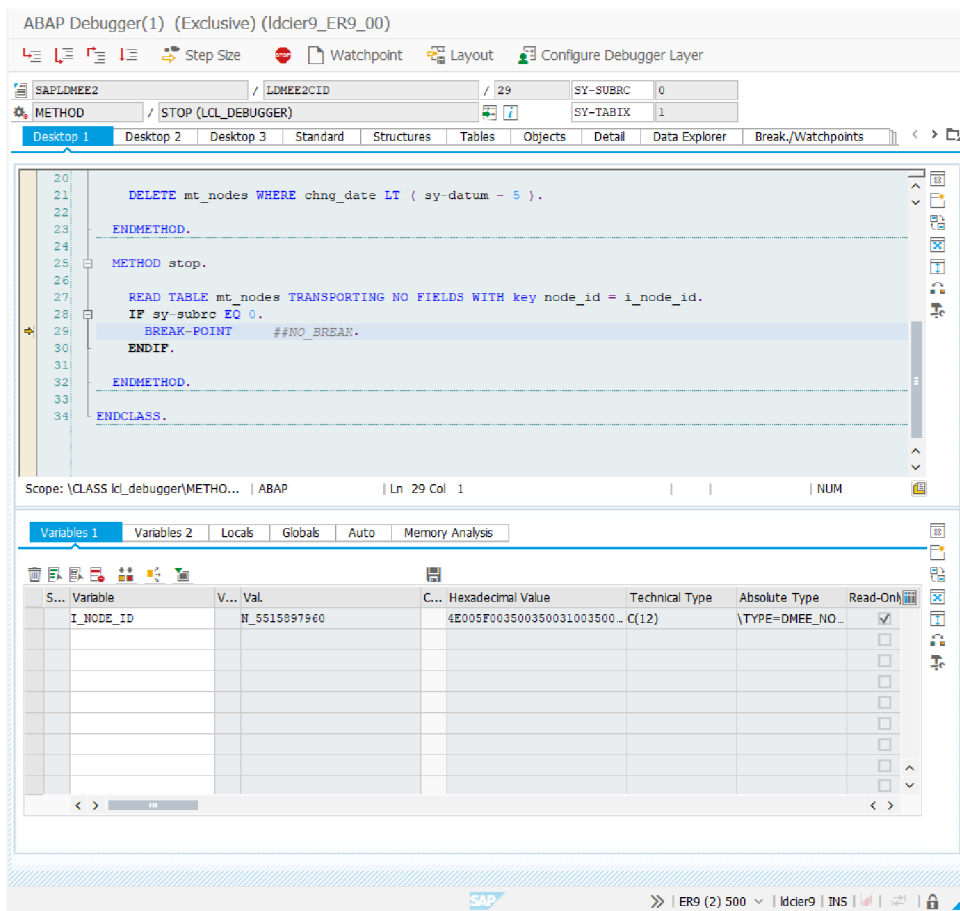 ABAP Debugger(1) (Exclusive) (ldcier9_ER9_00)
Step Size STOP Watchpoint Layout Configure Debugger Layer
SAPLDMEE2 / LDMEE2CID / 29 SY-SUBRC 0
METHOD / STOP (LCL_DEBUGGER) SY-TABIX 1
Desktop 1 Desktop 2 Desktop 3 Standard Structures Tables Objects Detail Data Explorer Break./Watchpoints
20
21 DELETE mt_nodes WHERE chng_date LT ( sy-datum - 5 ).
22
23 ENDMETHOD.
24
25 METHOD stop.
26
27 READ TABLE mt_nodes TRANSPORTING NO FIELDS WITH key node_id = i_node_id.
28 IF sy-subrc EQ 0.
29 BREAK-POINT ##NO_BREAK.
30 ENDIF.
31
32 ENDMETHOD.
33
34 ENDCLASS.
Scope: \CLASS lcl_debugger\METHO... | ABAP | Ln 29 Col 1 | | | NUM
Variables 1 Variables 2 Locals Globals Auto Memory Analysis
S... Variable V... Val. C... Hexadecimal Value Technical Type Absolute Type Read-Only
I_NODE_ID N_5515897960 4E005F003500350031003500... C(12) \TYPE=DMEE_NO...
SAP ER9 (2) 500 | ldcier9 | INS